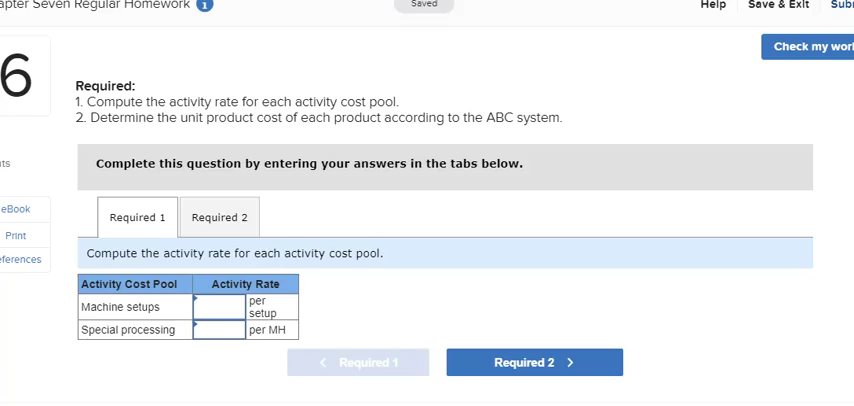 apter Seven Regular Homework i
Saved
Help Save & Exit Subm
Check my work
6
Required:
1. Compute the activity rate for each activity cost pool.
2. Determine the unit product cost of each product according to the ABC system.
nts
Complete this question by entering your answers in the tabs below.
eBook
Required 1 Required 2
Print
eferences
Compute the activity rate for each activity cost pool.
Activity Cost Pool Activity Rate
Machine setups per setup
Special processing per MH
< Required 1 Required 2 >